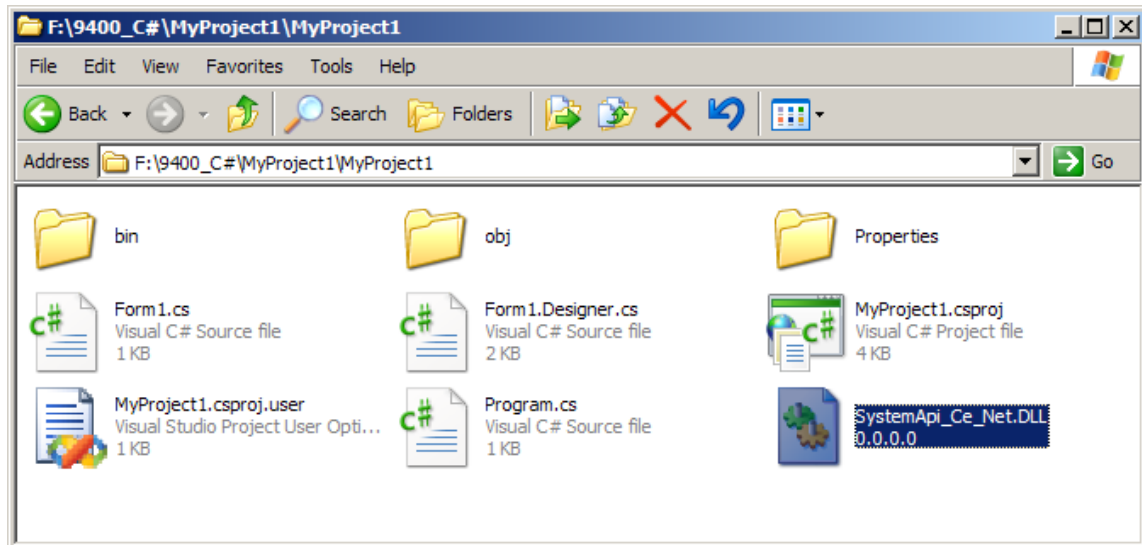 F:\9400_C#\MyProject1\MyProject1
File Edit View Favorites Tools Help
Back Search Folders
Address F:\9400_C#\MyProject1\MyProject1 Go
bin
obj
Properties
Form1.cs
Visual C# Source file
1 KB
Form1.Designer.cs
Visual C# Source file
2 KB
MyProject1.csproj
Visual C# Project file
4 KB
MyProject1.csproj.user
Visual Studio Project User Opti...
1 KB
Program.cs
Visual C# Source file
1 KB
SystemApi_Ce_Net.DLL
0.0.0.0